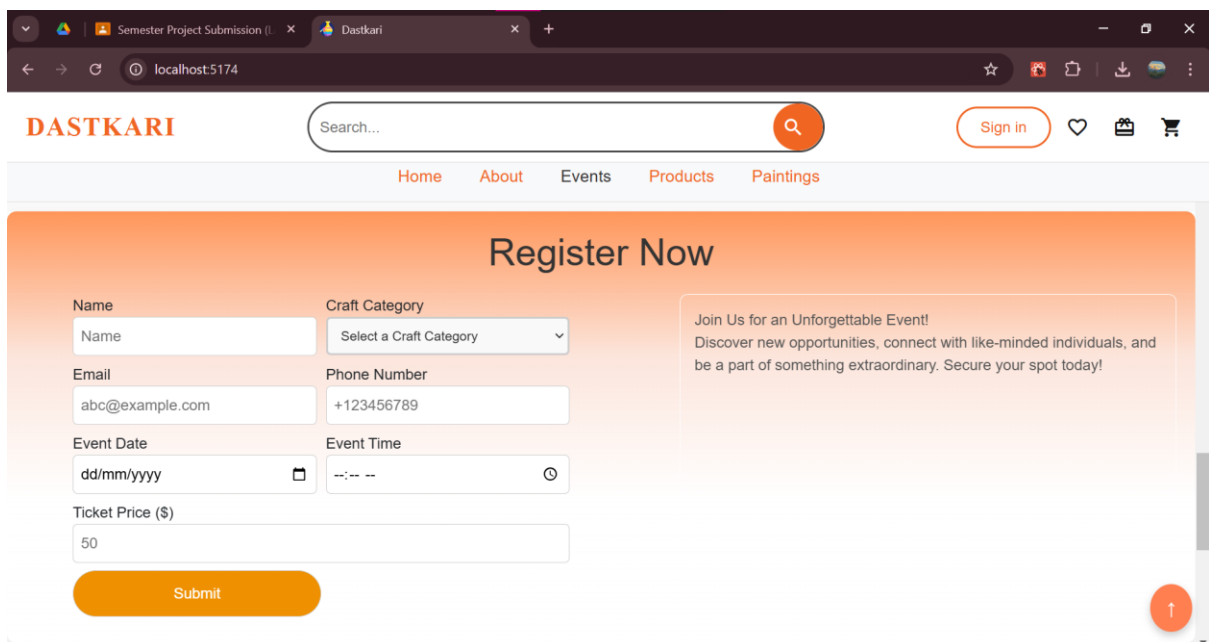 Semester Project Submission (L
Dastkari
localhost:5174
DASTKARI
Search...
Sign in
Home About Events Products Paintings
Register Now
Name Craft Category
Name Select a Craft Category
Email Phone Number
abc@example.com +123456789
Event Date Event Time
dd/mm/yyyy --:-- --
Ticket Price ($)
50
Submit
Join Us for an Unforgettable Event!
Discover new opportunities, connect with like-minded individuals, and
be a part of something extraordinary. Secure your spot today!